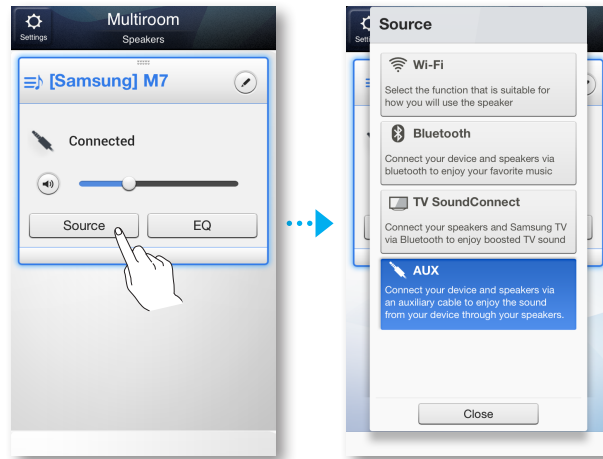 Multiroom
Settings
Speakers
[Samsung] M7
Connected
Source
EQ
Source
Wi-Fi
Select the function that is suitable for
how you will use the speaker
Bluetooth
Connect your device and speakers via
bluetooth to enjoy your favorite music
TV SoundConnect
Connect your speakers and Samsung TV
via Bluetooth to enjoy boosted TV sound
AUX
Connect your device and speakers via
an auxiliary cable to enjoy the sound
from your device through your speakers.
Close